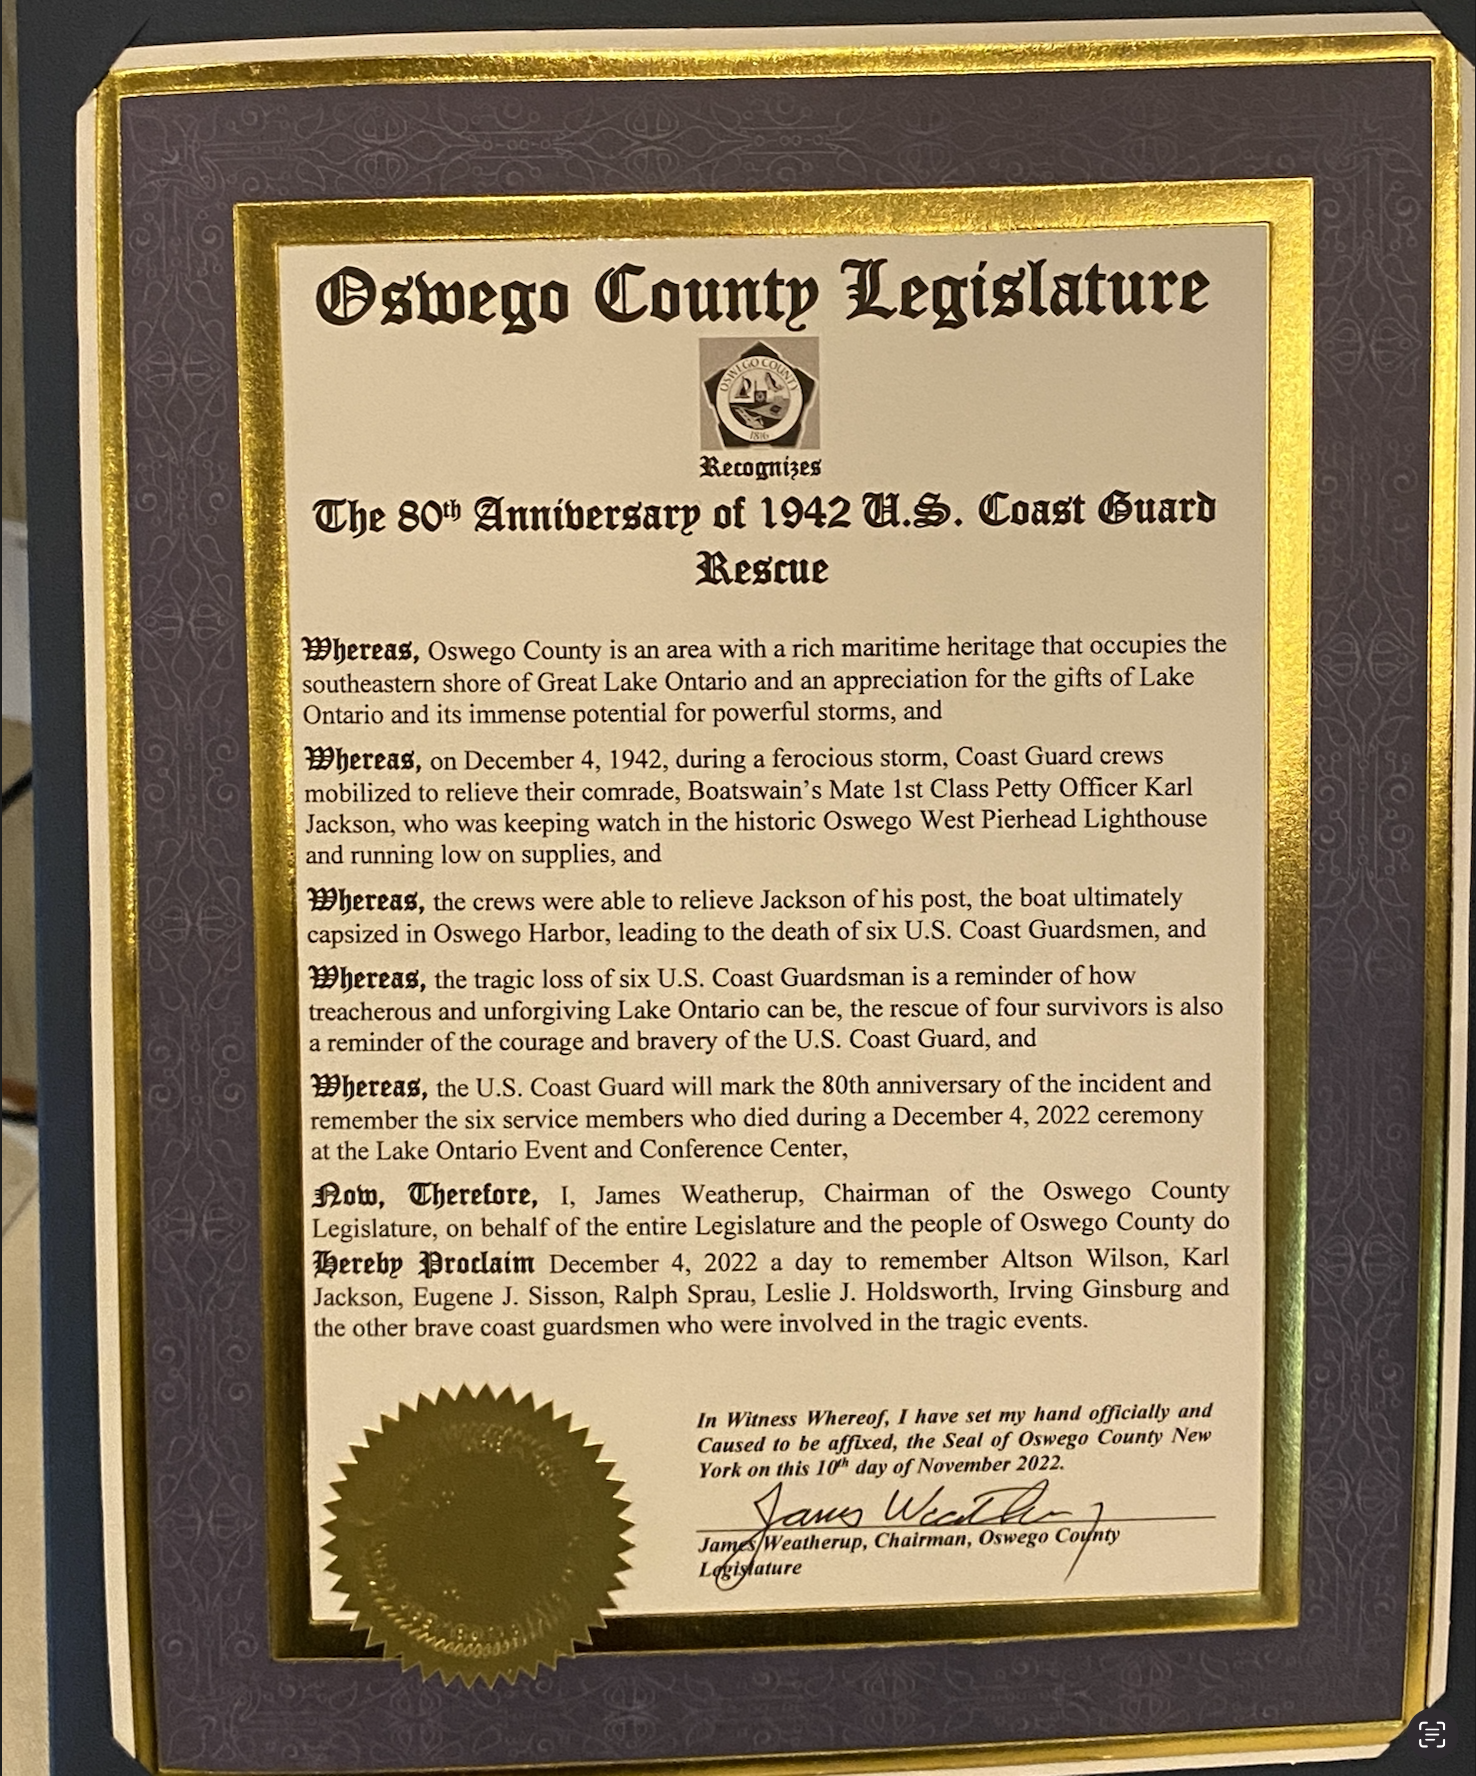 Oswego County Legislature
OSWEGO COUNTY
1816
Recognizes
The 80th Anniversary of 1942 U.S. Coast Guard
Rescue
Whereas, Oswego County is an area with a rich maritime heritage that occupies the
southeastern shore of Great Lake Ontario and an appreciation for the gifts of Lake
Ontario and its immense potential for powerful storms, and
Whereas, on December 4, 1942, during a ferocious storm, Coast Guard crews
mobilized to relieve their comrade, Boatswain's Mate 1st Class Petty Officer Karl
Jackson, who was keeping watch in the historic Oswego West Pierhead Lighthouse
and running low on supplies, and
Whereas, the crews were able to relieve Jackson of his post, the boat ultimately
capsized in Oswego Harbor, leading to the death of six U.S. Coast Guardsmen, and
Whereas, the tragic loss of six U.S. Coast Guardsman is a reminder of how
treacherous and unforgiving Lake Ontario can be, the rescue of four survivors is also
a reminder of the courage and bravery of the U.S. Coast Guard, and
Whereas, the U.S. Coast Guard will mark the 80th anniversary of the incident and
remember the six service members who died during a December 4, 2022 ceremony
at the Lake Ontario Event and Conference Center,
Now, Therefore, I, James Weatherup, Chairman of the Oswego County
Legislature, on behalf of the entire Legislature and the people of Oswego County do
Hereby Proclaim December 4, 2022 a day to remember Altson Wilson, Karl
Jackson, Eugene J. Sisson, Ralph Sprau, Leslie J. Holdsworth, Irving Ginsburg and
the other brave coast guardsmen who were involved in the tragic events.
In Witness Whereof, I have set my hand officially and
Caused to be affixed, the Seal of Oswego County New
York on this 10th day of November 2022.
James Weatherup, Chairman, Oswego County
Legislature